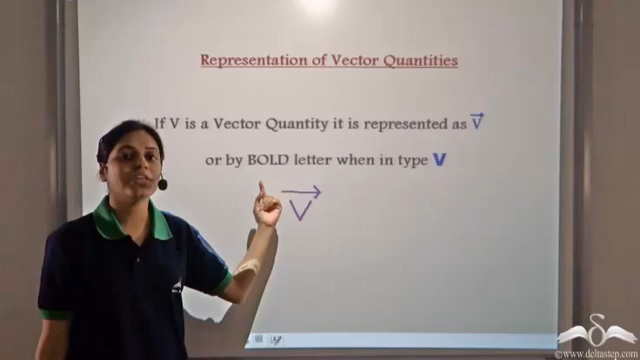 Representation of Vector Quantities
If V is a Vector Quantity it is represented as V⃗
or by BOLD letter when in type V
V⃗
©www.deltastep.com